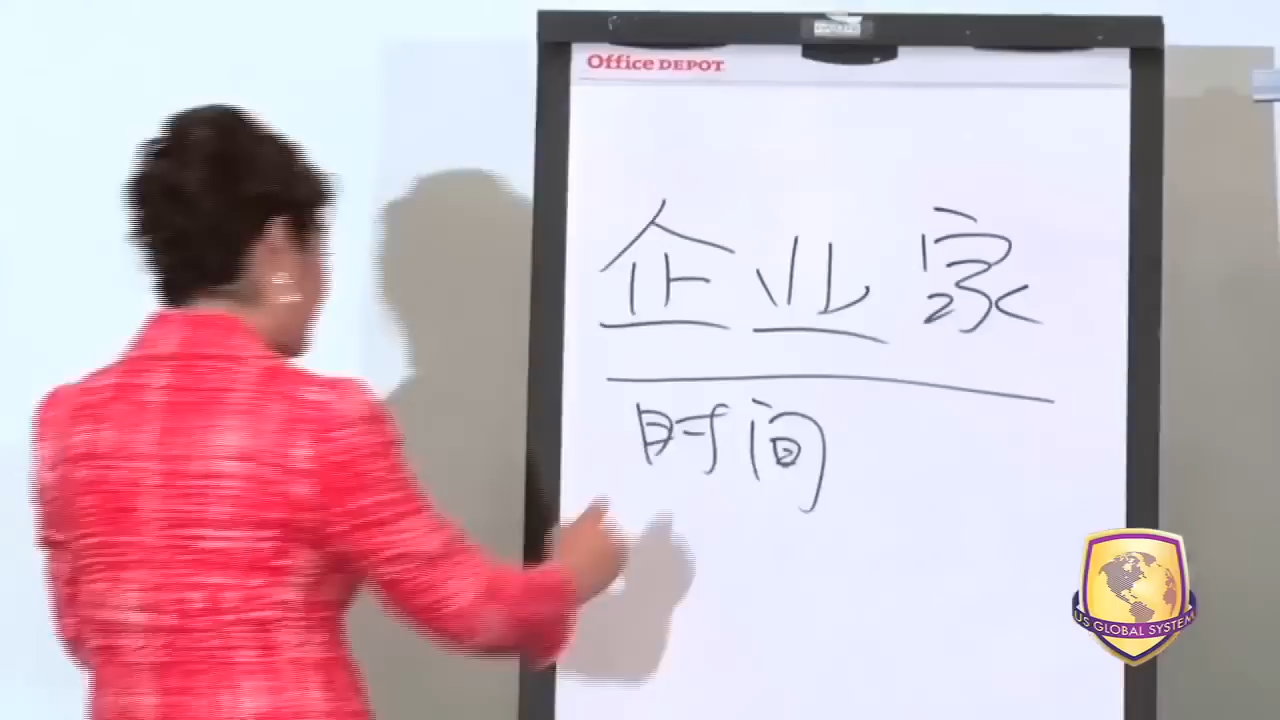 Office DEPOT
企业家
时间
US GLOBAL SYSTEM